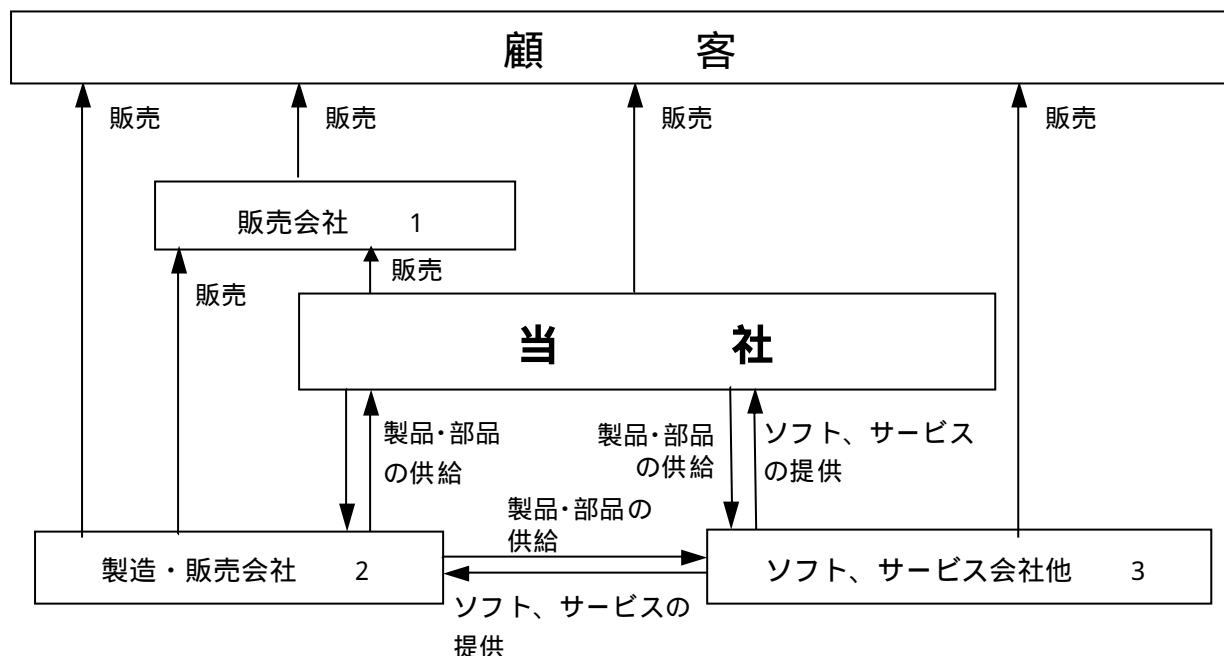 顧 客
販売
販売
販売
販売
販売会社 1
販売
販売
当 社
製品・部品
の供給
製品・部品
の供給
ソフト、サービス
の提供
製品・部品の
供給
製造・販売会社 2
ソフト、サービス会社他 3
ソフト、サービスの
提供